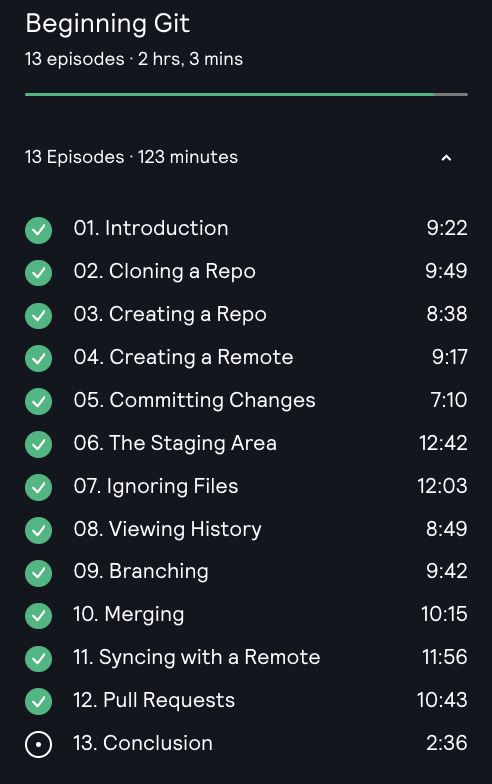 Beginning Git
13 episodes · 2 hrs, 3 mins
13 Episodes · 123 minutes
01. Introduction 9:22
02. Cloning a Repo 9:49
03. Creating a Repo 8:38
04. Creating a Remote 9:17
05. Committing Changes 7:10
06. The Staging Area 12:42
07. Ignoring Files 12:03
08. Viewing History 8:49
09. Branching 9:42
10. Merging 10:15
11. Syncing with a Remote 11:56
12. Pull Requests 10:43
13. Conclusion 2:36